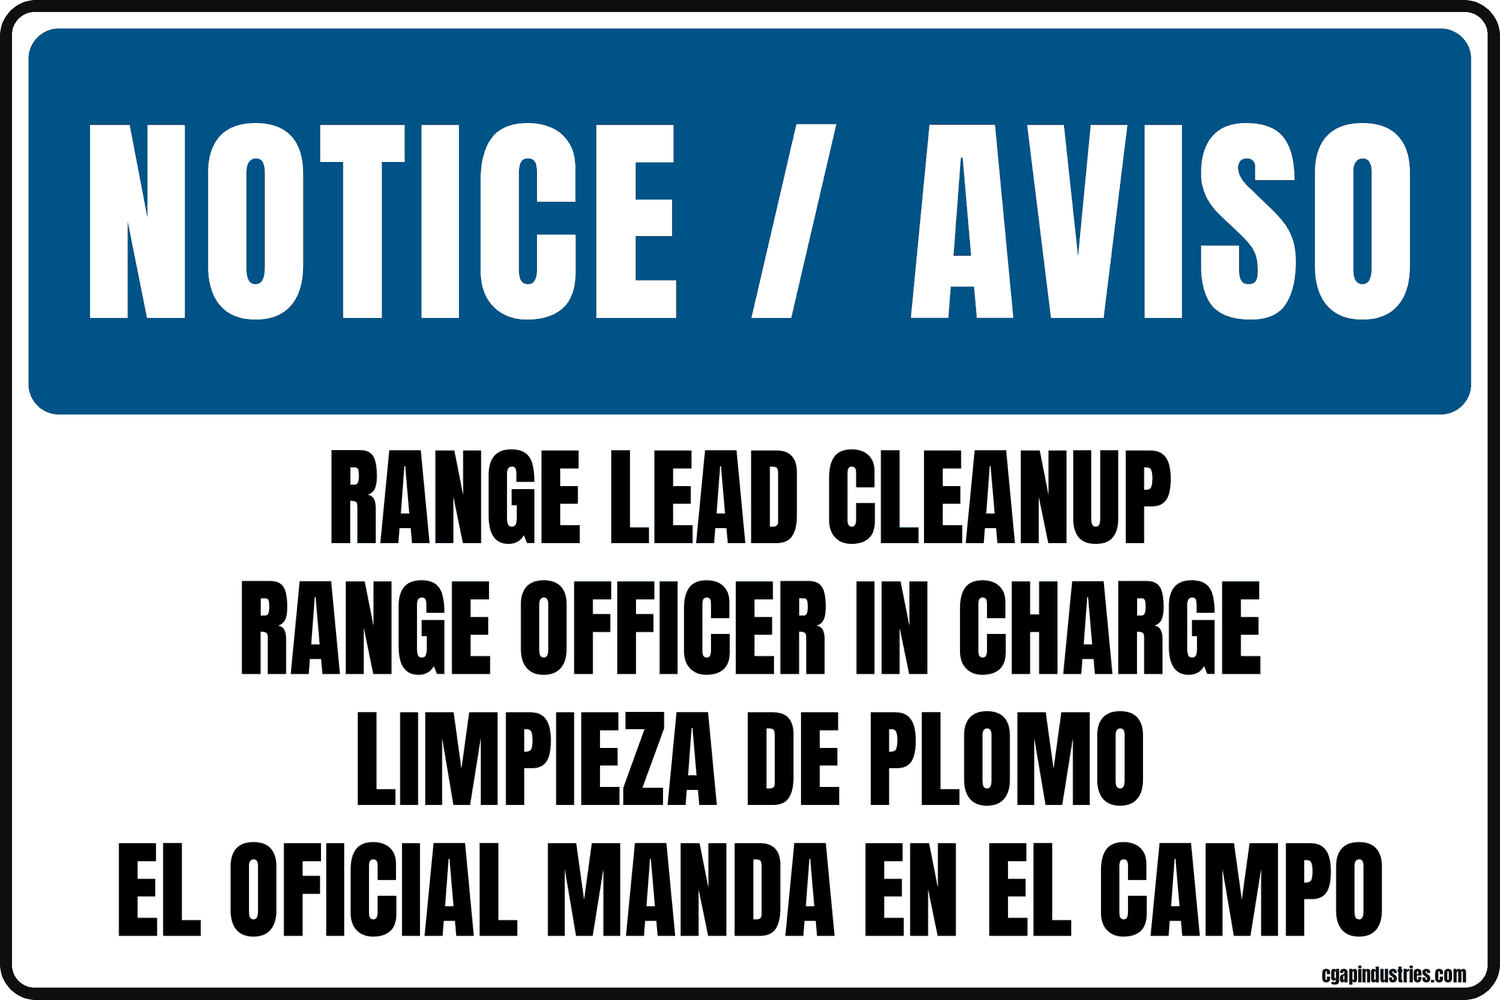 NOTICE / AVISO
RANGE LEAD CLEANUP
RANGE OFFICER IN CHARGE
LIMPIEZA DE PLOMO
EL OFICIAL MANDA EN EL CAMPO
cgapindustries.com